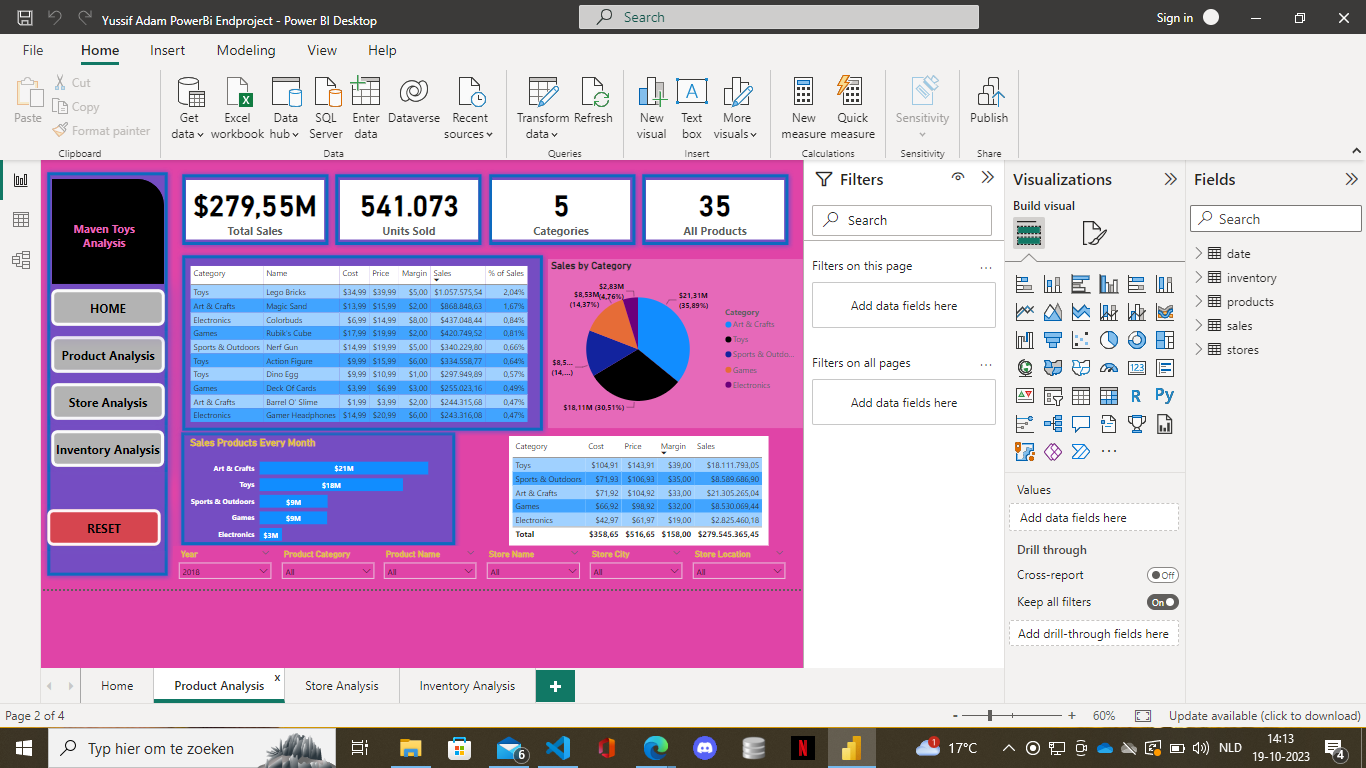 Yussif Adam PowerBi Endproject - Power BI Desktop
Search
Sign in
File Home Insert Modeling View Help
Paste
Cut
Copy
Format painter
Clipboard
Get data
Excel workbook
Data hub
SQL Server
Enter data
Dataverse
Recent sources
Data
Transform data
Refresh
Queries
New visual
Text box
More visuals
Insert
New measure
Quick measure
Calculations
Sensitivity
Sensitivity
Publish
Share
Maven Toys
Analysis
HOME
Product Analysis
Store Analysis
Inventory Analysis
RESET
$279,55M
Total Sales
541.073
Units Sold
5
Categories
35
All Products
Category Name Cost Price Margin Sales % of Sales
Toys Lego Bricks $34,99 $39,99 $5,00 $1.057.575,54 2,04%
Art & Crafts Magic Sand $13,99 $15,99 $2,00 $868.848,63 1,67%
Electronics Colorbuds $6,99 $14,99 $8,00 $437.048,44 0,84%
Games Rubik's Cube $17,99 $19,99 $2,00 $420.749,52 0,81%
Sports & Outdoors Nerf Gun $14,99 $19,99 $5,00 $340.229,80 0,66%
Toys Action Figure $9,99 $15,99 $6,00 $334.558,77 0,64%
Toys Dino Egg $9,99 $10,99 $1,00 $297.949,89 0,57%
Games Deck Of Cards $3,99 $6,99 $3,00 $255.023,16 0,49%
Art & Crafts Barrel O' Slime $1,99 $3,99 $2,00 $244.315,68 0,47%
Electronics Gamer Headphones $14,99 $20,99 $6,00 $243.316,08 0,47%
Sales by Category
$2,83M
(4,76%)
$8,53M
(14,37%)
$21,31M
(35,89%)
$8,5...
(14,...)
$18,11M (30,51%)
Category
Art & Crafts
Toys
Sports & Outdo...
Games
Electronics
Sales Products Every Month
Art & Crafts $21M
Toys $18M
Sports & Outdoors $9M
Games $9M
Electronics $3M
Category Cost Price Margin Sales
Toys $104,91 $143,91 $39,00 $18.111.793,05
Sports & Outdoors $71,93 $106,93 $35,00 $8.589.686,90
Art & Crafts $71,92 $104,92 $33,00 $21.305.265,04
Games $66,92 $98,92 $32,00 $8.530.069,44
Electronics $42,97 $61,97 $19,00 $2.825.460,18
Total $358,65 $516,65 $158,00 $279.545.365,45
Year Product Category Product Name Store Name Store City Store Location
2018 All All All All All
Filters
Search
Filters on this page ...
Add data fields here
Filters on all pages ...
Add data fields here
Visualizations
Build visual
123
R
Py
...
Values
Add data fields here
Drill through
Cross-report Off
Keep all filters On
Add drill-through fields here
Fields
Search
date
inventory
products
sales
stores
Home Product Analysis x Store Analysis Inventory Analysis +
Page 2 of 4
- + 60%
Update available (click to download)
Typ hier om te zoeken
6
N
1
17°C
NLD
14:13
19-10-2023
4